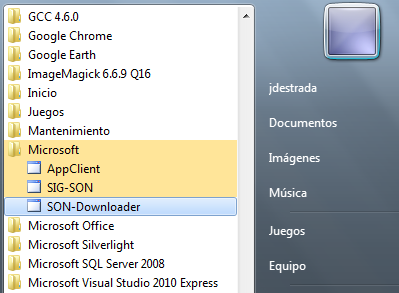 GCC 4.6.0
Google Chrome
Google Earth
ImageMagick 6.6.9 Q16
Inicio
Juegos
Mantenimiento
Microsoft
AppClient
SIG-SON
SON-Downloader
Microsoft Office
Microsoft Silverlight
Microsoft SQL Server 2008
Microsoft Visual Studio 2010 Express
jdestrada
Documentos
Imágenes
Música
Juegos
Equipo